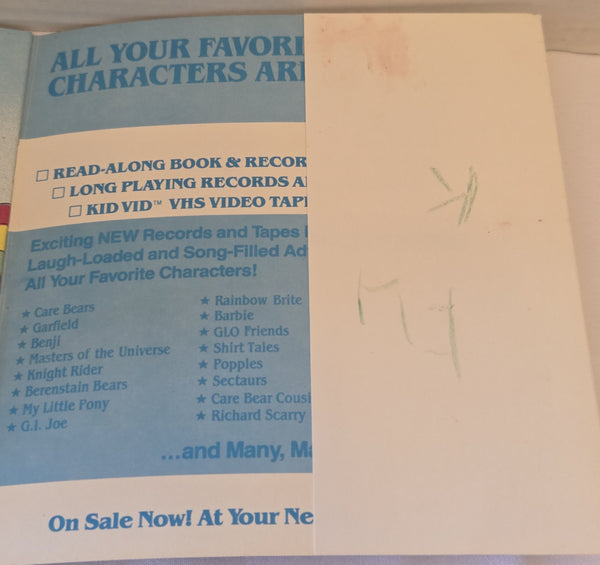 ALL YOUR FAVORI
CHARACTERS ARE
☐ READ-ALONG BOOK & RECOR
☐ LONG PLAYING RECORDS A
☐ KID VID™ VHS VIDEO TAP
Exciting NEW Records and Tapes
Laugh-Loaded and Song-Filled Ad
All Your Favorite Characters!
★ Care Bears
★ Garfield
★ Benji
★ Masters of the Universe
★ Knight Rider
★ Berenstain Bears
★ My Little Pony
★ G.I. Joe
★ Rainbow Brite
★ Barbie
★ GLO Friends
★ Shirt Tales
★ Popples
★ Sectaurs
★ Care Bear Cousi
★ Richard Scarry
...and Many, Ma
On Sale Now! At Your Ne